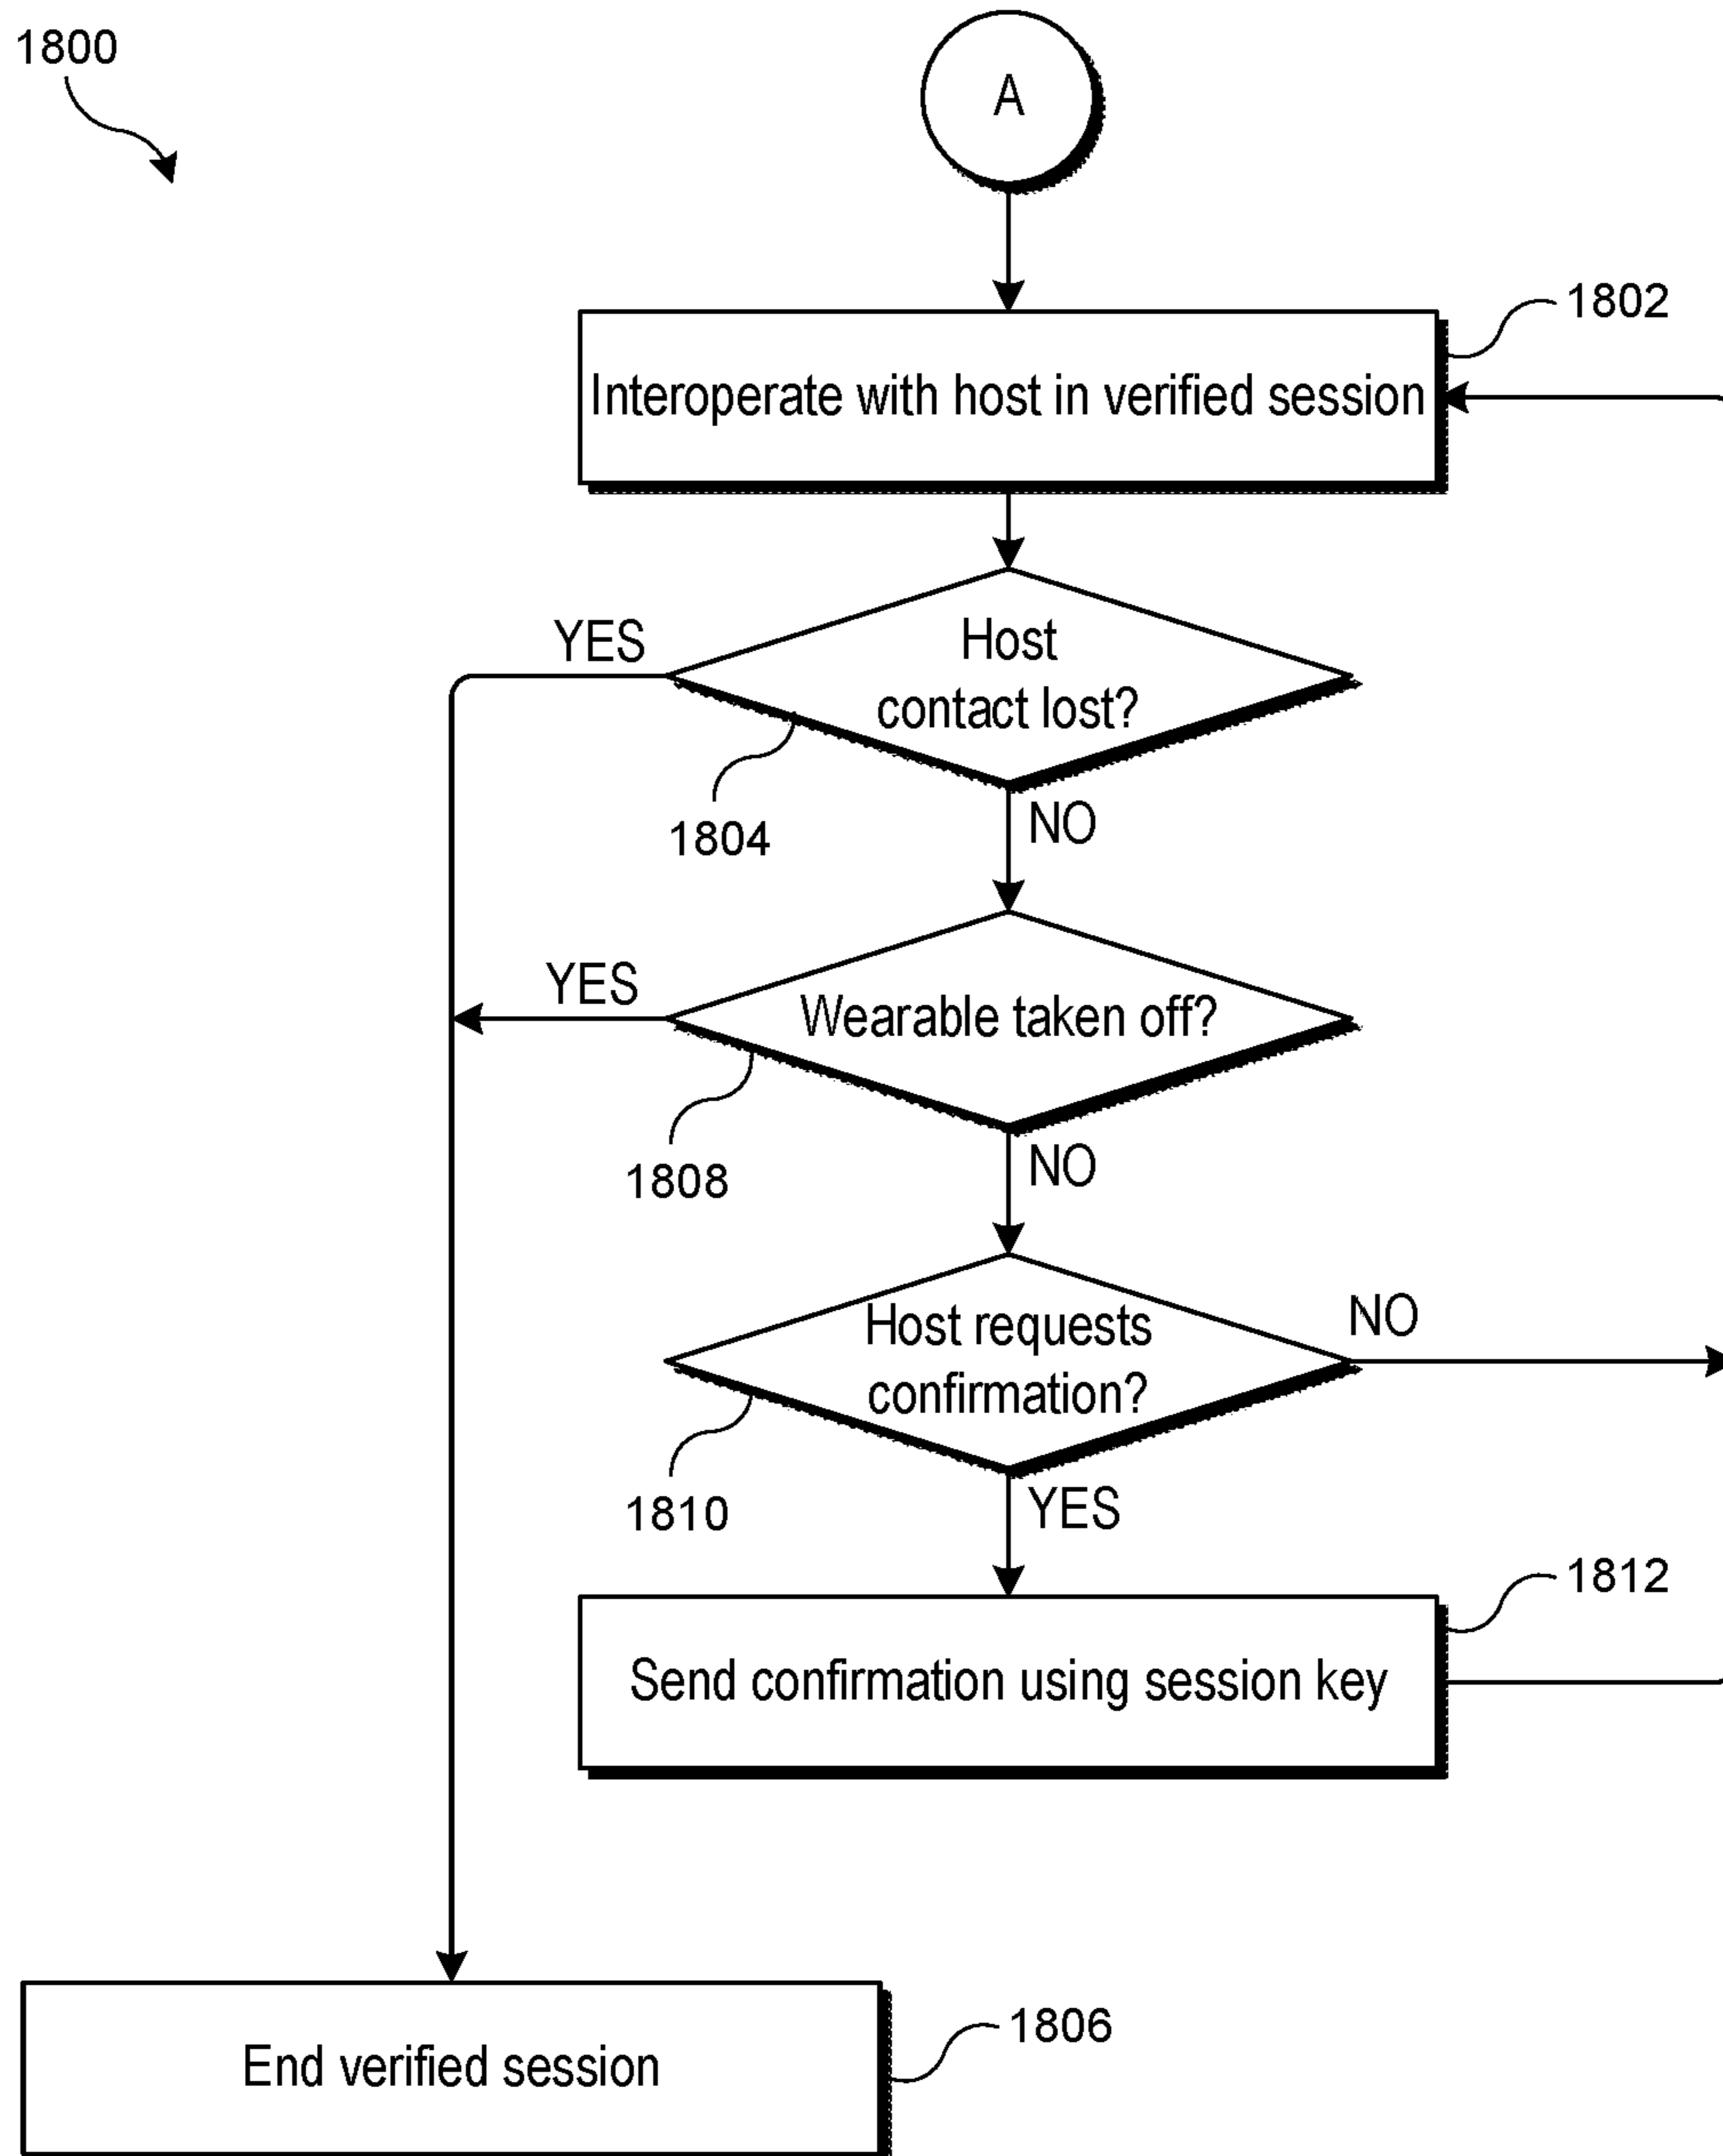 1800
A
1802
Interoperate with host in verified session
YES
Host
contact lost?
1804
NO
YES
Wearable taken off?
1808
NO
Host requests
confirmation?
NO
1810
YES
1812
Send confirmation using session key
1806
End verified session